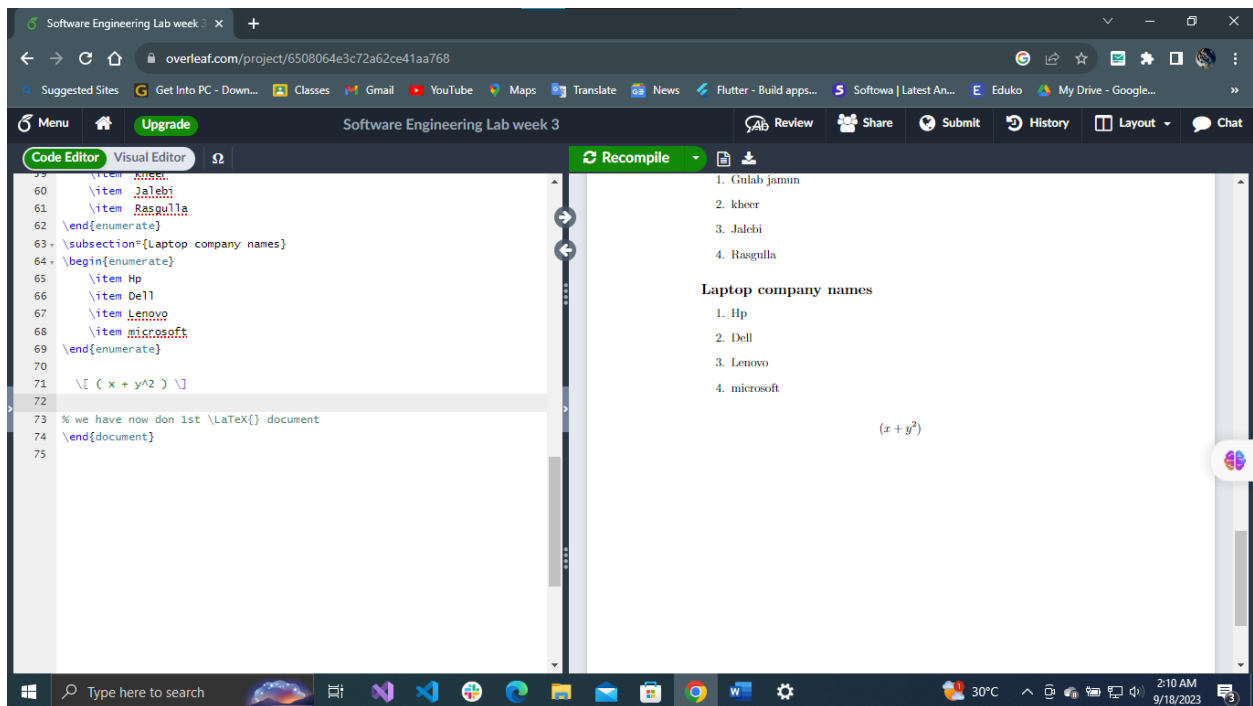 Software Engineering Lab week 3
overleaf.com/project/6508064e3c72a62ce41aa768
Suggested Sites Get Into PC - Down... Classes Gmail YouTube Maps Translate News Flutter - Build apps... Softowa | Latest An... Eduko My Drive - Google... »
Menu Upgrade Software Engineering Lab week 3 Review Share Submit History Layout Chat
Code Editor Visual Editor Ω Recompile
59 \item kheer
60 \item Jalebi
61 \item Rasgulla
62 \end{enumerate}
63 \subsection*{Laptop company names}
64 \begin{enumerate}
65 \item Hp
66 \item Dell
67 \item Lenovo
68 \item microsoft
69 \end{enumerate}
70
71 \[ ( x + y^2 ) \]
72
73 % we have now don 1st \LaTeX{} document
74 \end{document}
75
1. Gulab jamun
2. kheer
3. Jalebi
4. Rasgulla
Laptop company names
1. Hp
2. Dell
3. Lenovo
4. microsoft
(x + y²)
Type here to search 30°C 2:10 AM
9/18/2023